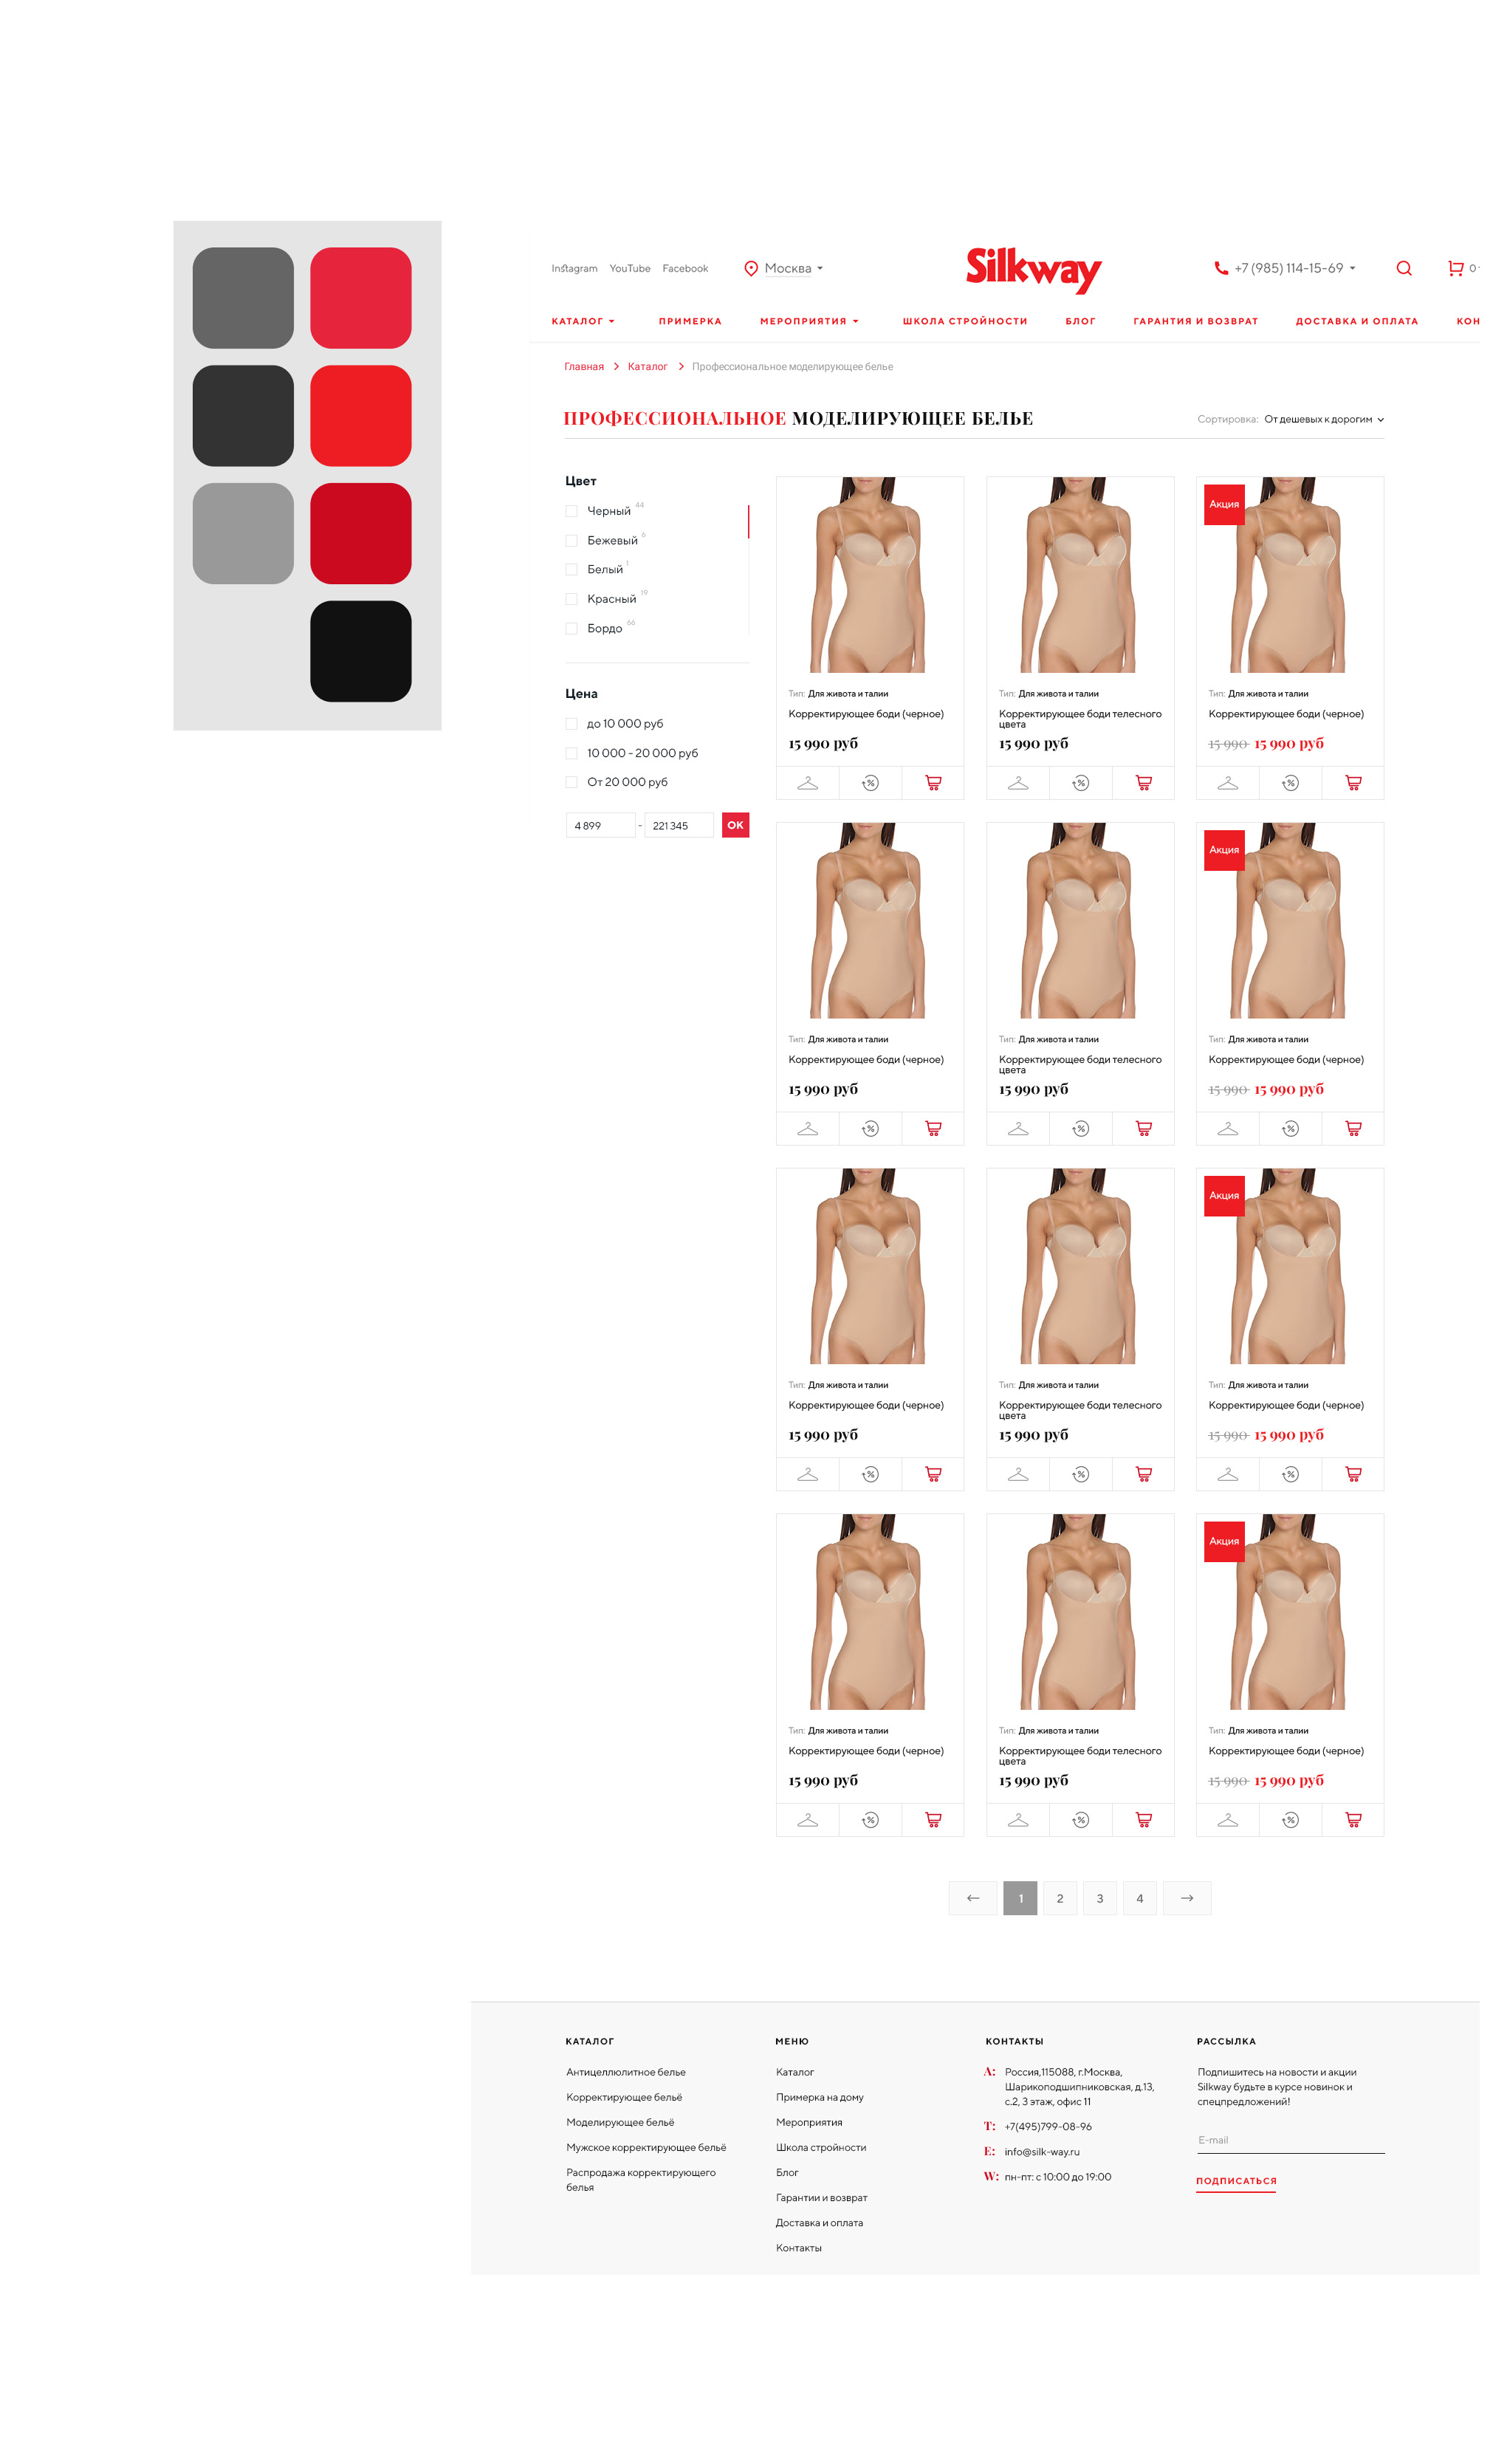 Instagram YouTube Facebook Москва Silkway +7 (985) 114-15-69 0
КАТАЛОГ ПРИМЕРКА МЕРОПРИЯТИЯ ШКОЛА СТРОЙНОСТИ БЛОГ ГАРАНТИЯ И ВОЗВРАТ ДОСТАВКА И ОПЛАТА КОН
Главная Каталог Профессиональное моделирующее белье
ПРОФЕССИОНАЛЬНОЕ МОДЕЛИРУЮЩЕЕ БЕЛЬЕ
Сортировка: От дешевых к дорогим
Цвет
Черный 44
Бежевый 6
Белый 1
Красный 19
Бордо 66
Цена
до 10 000 руб
10 000 - 20 000 руб
От 20 000 руб
4 899 - 221 345 OK
Тип: Для живота и талии
Корректирующее боди (черное)
15 990 руб
Тип: Для живота и талии
Корректирующее боди телесного
цвета
15 990 руб
Акция
Тип: Для живота и талии
Корректирующее боди (черное)
15 990 15 990 руб
Тип: Для живота и талии
Корректирующее боди (черное)
15 990 руб
Тип: Для живота и талии
Корректирующее боди телесного
цвета
15 990 руб
Акция
Тип: Для живота и талии
Корректирующее боди (черное)
15 990 15 990 руб
Тип: Для живота и талии
Корректирующее боди (черное)
15 990 руб
Тип: Для живота и талии
Корректирующее боди телесного
цвета
15 990 руб
Акция
Тип: Для живота и талии
Корректирующее боди (черное)
15 990 15 990 руб
Тип: Для живота и талии
Корректирующее боди (черное)
15 990 руб
Тип: Для живота и талии
Корректирующее боди телесного
цвета
15 990 руб
Акция
Тип: Для живота и талии
Корректирующее боди (черное)
15 990 15 990 руб
← 1 2 3 4 →
КАТАЛОГ
Антицеллюлитное белье
Корректирующее бельё
Моделирующее бельё
Мужское корректирующее бельё
Распродажа корректирующего
белья
МЕНЮ
Каталог
Примерка на дому
Мероприятия
Школа стройности
Блог
Гарантии и возврат
Доставка и оплата
Контакты
КОНТАКТЫ
A: Россия,115088, г.Москва,
Шарикоподшипниковская, д.13,
с.2, 3 этаж, офис 11
T: +7(495)799-08-96
E: info@silk-way.ru
W: пн-пт: с 10:00 до 19:00
РАССЫЛКА
Подпишитесь на новости и акции
Silkway будьте в курсе новинок и
спецпредложений!
E-mail
ПОДПИСАТЬСЯ